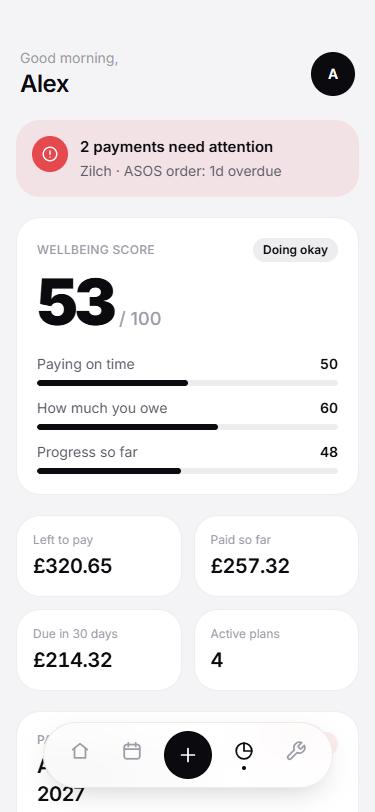 Good morning,
Alex
A
2 payments need attention
Zilch · ASOS order: 1d overdue
WELLBEING SCORE
Doing okay
53 / 100
Paying on time 50
How much you owe 60
Progress so far 48
Left to pay
£320.65
Paid so far
£257.32
Due in 30 days
£214.32
Active plans
4
2027